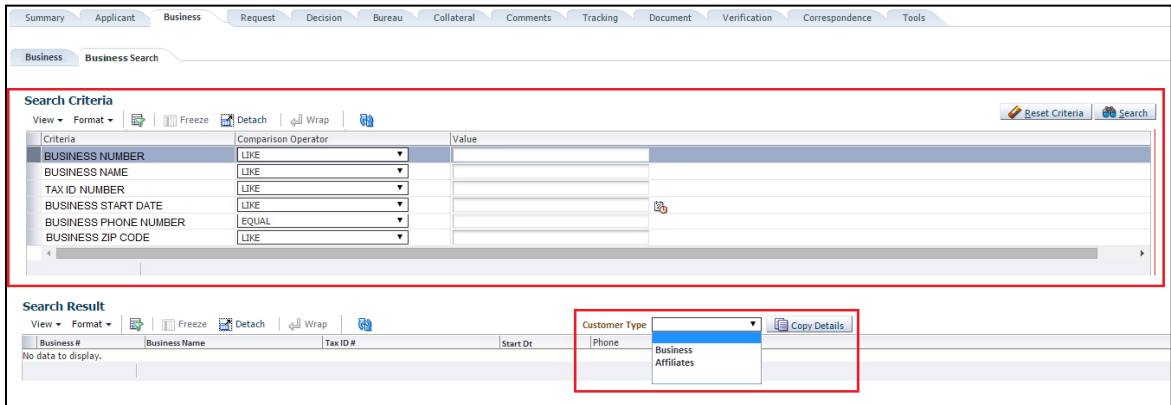 Summary Applicant Business Request Decision Bureau Collateral Comments Tracking Document Verification Correspondence Tools
Business Business Search
Search Criteria
View Format Freeze Detach Wrap Reset Criteria Search
Criteria Comparison Operator Value
BUSINESS NUMBER LIKE
BUSINESS NAME LIKE
TAX ID NUMBER LIKE
BUSINESS START DATE LIKE
BUSINESS PHONE NUMBER EQUAL
BUSINESS ZIP CODE LIKE
Search Result
View Format Freeze Detach Wrap Customer Type Copy Details
Business # Business Name Tax ID # Start Dt Phone
No data to display.
Business
Affiliates